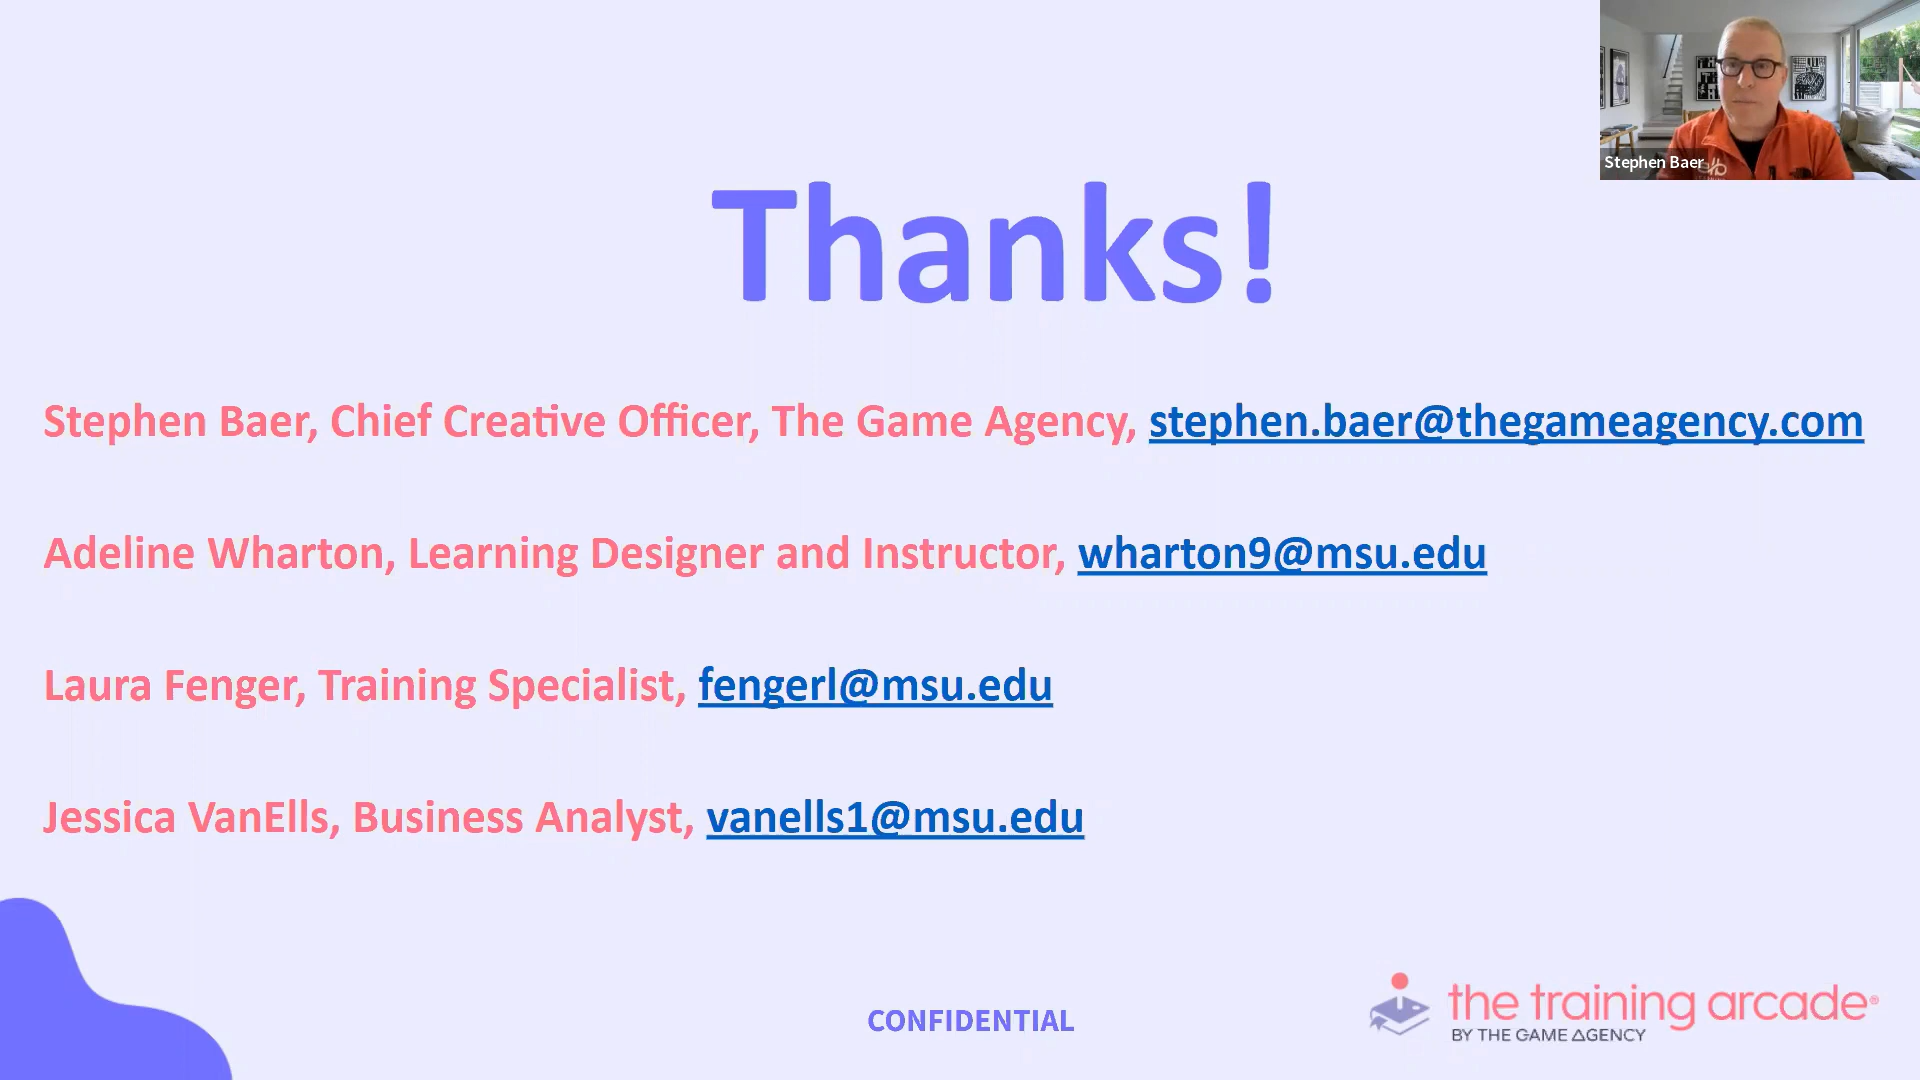 Stephen Baer
Thanks!
Stephen Baer, Chief Creative Officer, The Game Agency, stephen.baer@thegameagency.com
Adeline Wharton, Learning Designer and Instructor, wharton9@msu.edu
Laura Fenger, Training Specialist, fengerl@msu.edu
Jessica VanElls, Business Analyst, vanells1@msu.edu
CONFIDENTIAL
the training arcade®
BY THE GAME AGENCY